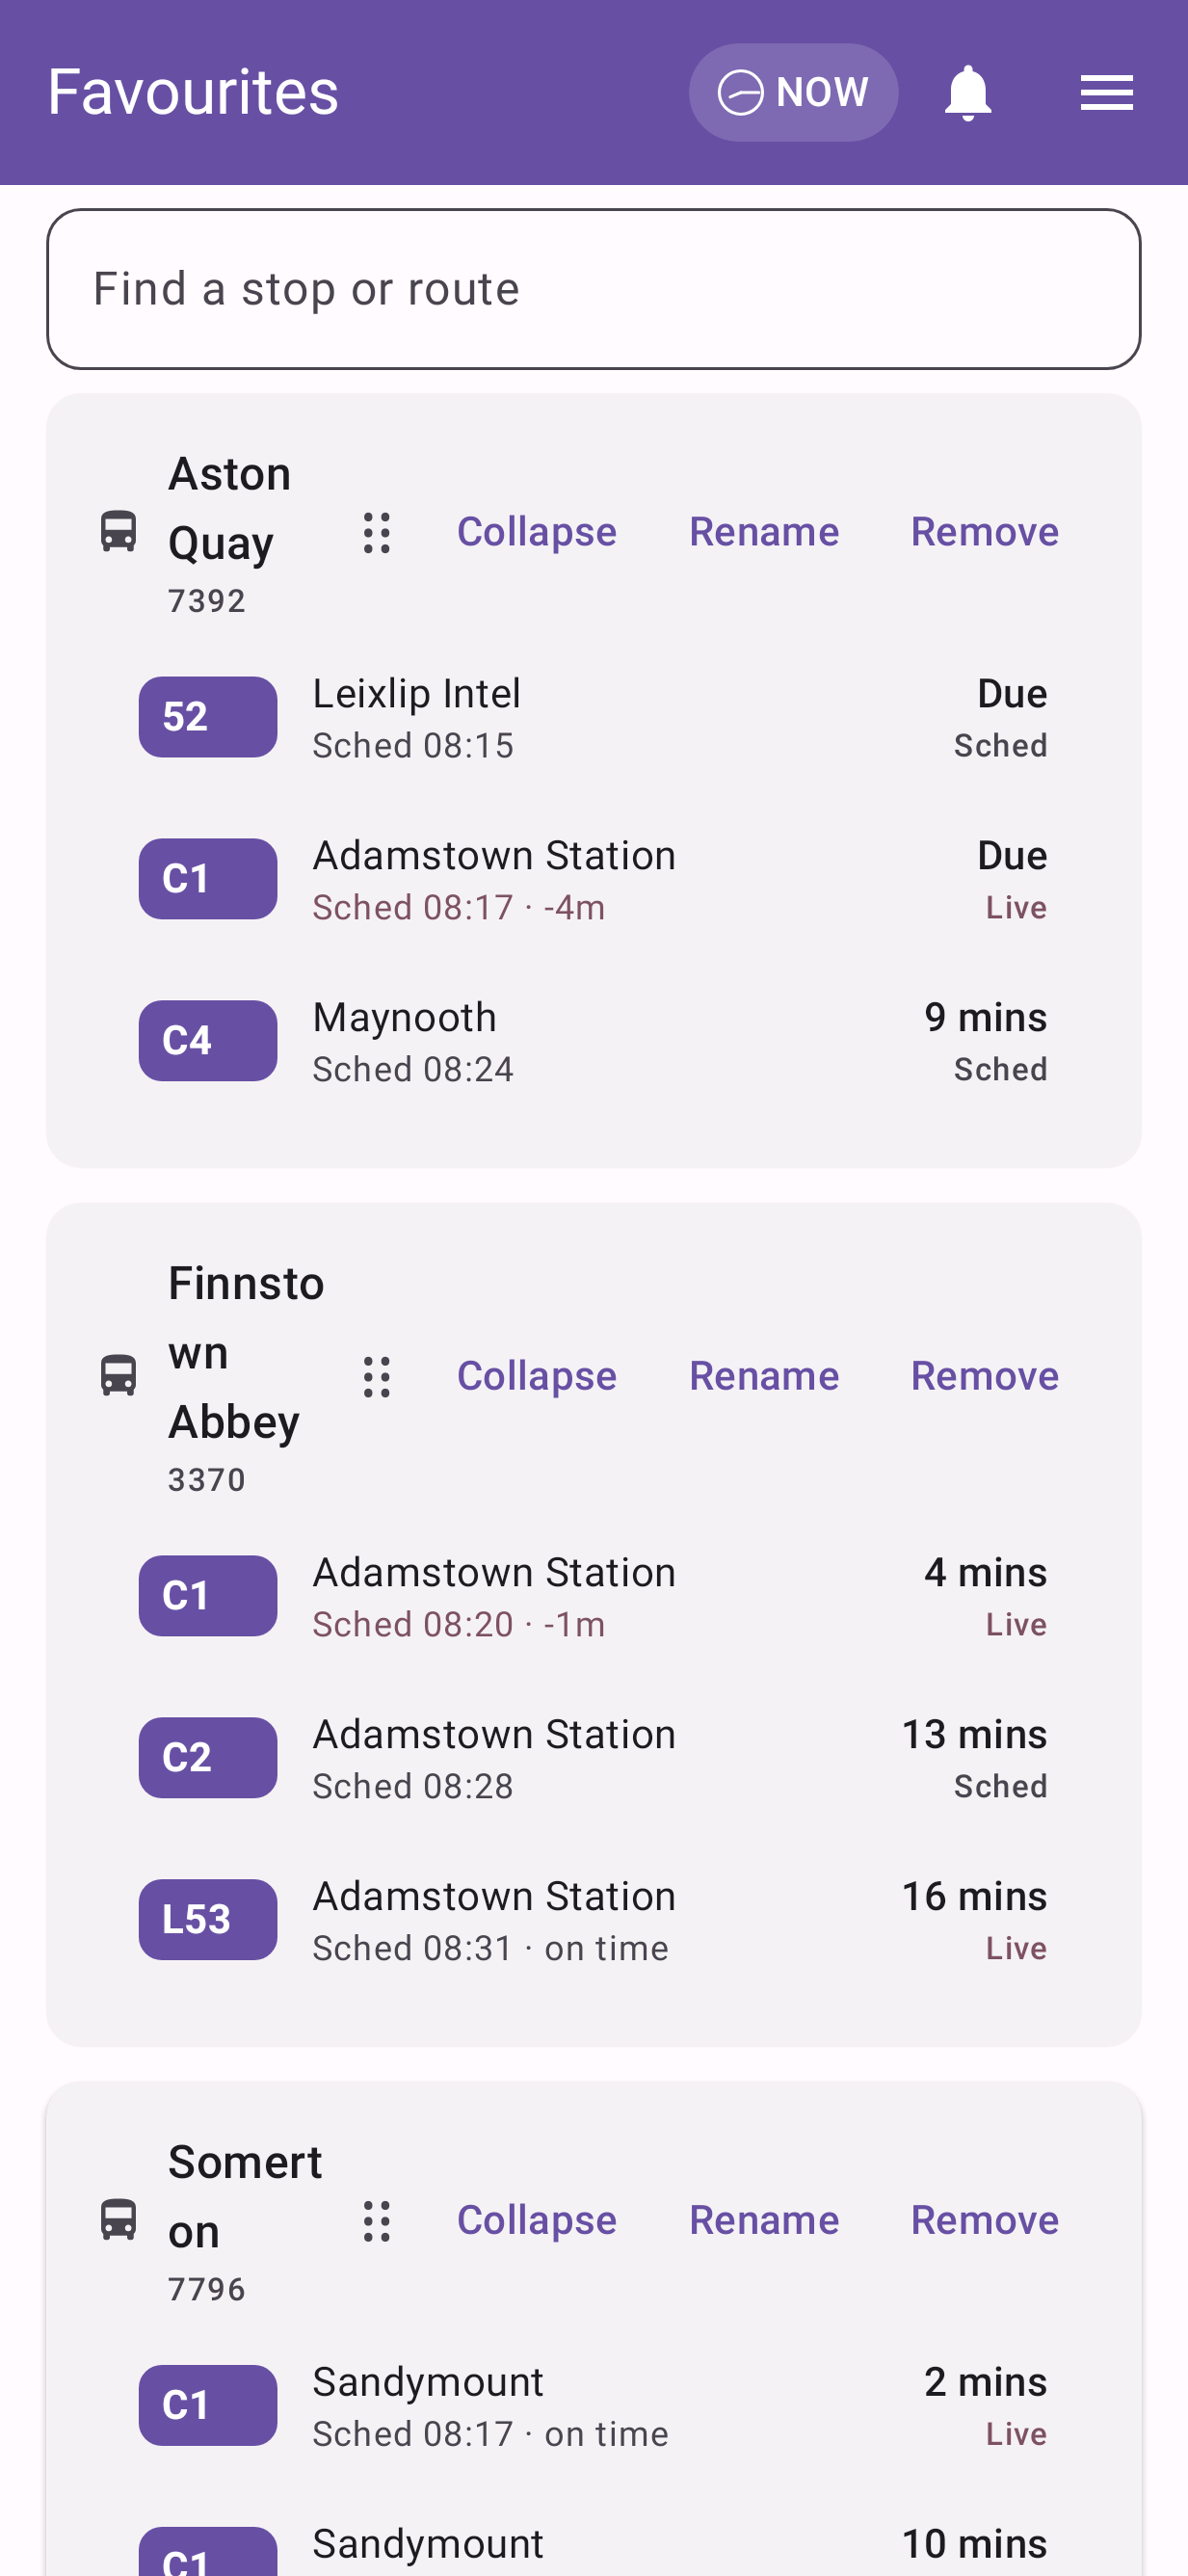 Favourites
NOW
Find a stop or route
Aston
Quay
7392
Collapse Rename Remove
52 Leixlip Intel Due
Sched 08:15 Sched
C1 Adamstown Station Due
Sched 08:17 · -4m Live
C4 Maynooth 9 mins
Sched 08:24 Sched
Finnsto
wn
Abbey
3370
Collapse Rename Remove
C1 Adamstown Station 4 mins
Sched 08:20 · -1m Live
C2 Adamstown Station 13 mins
Sched 08:28 Sched
L53 Adamstown Station 16 mins
Sched 08:31 · on time Live
Somert
on
7796
Collapse Rename Remove
C1 Sandymount 2 mins
Sched 08:17 · on time Live
C1 Sandymount 10 mins